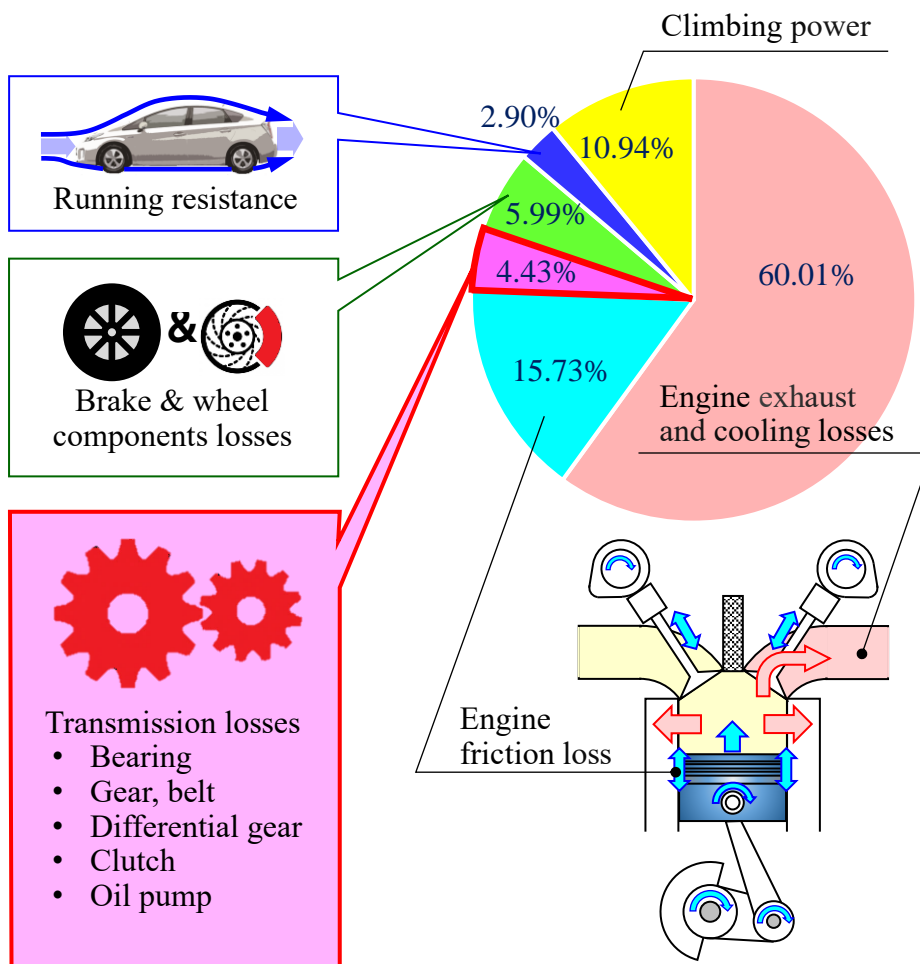 Climbing power
2.90%
10.94%
Running resistance
5.99%
4.43%
60.01%
15.73%
&
Brake & wheel
components losses
Engine exhaust
and cooling losses
Transmission losses
• Bearing
• Gear, belt
• Differential gear
• Clutch
• Oil pump
Engine
friction loss